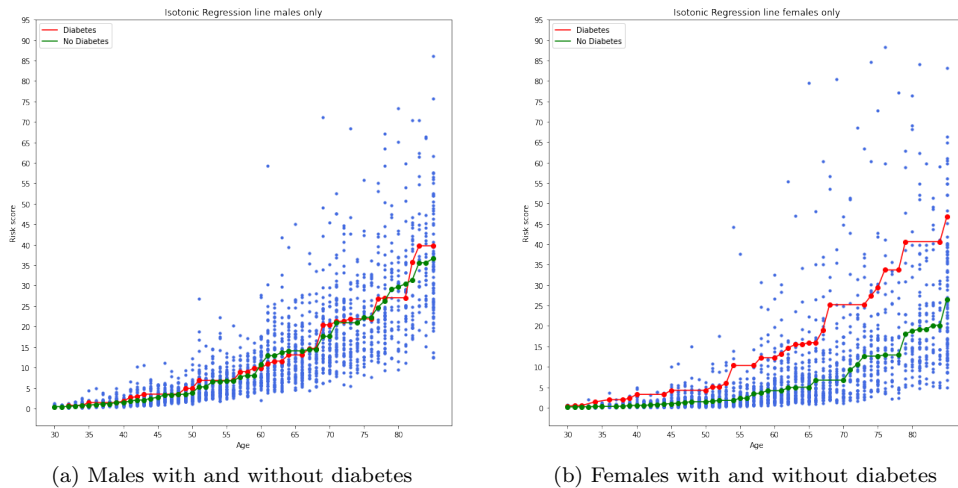 Isotonic Regression line males only
Diabetes
No Diabetes
95
90
85
80
75
70
65
60
55
50
45
40
35
30
25
20
15
10
5
0
Risk score
30 35 40 45 50 55 60 65 70 75 80
Age
(a) Males with and without diabetes
Isotonic Regression line females only
Diabetes
No Diabetes
95
90
85
80
75
70
65
60
55
50
45
40
35
30
25
20
15
10
5
0
Risk score
30 35 40 45 50 55 60 65 70 75 80
Age
(b) Females with and without diabetes